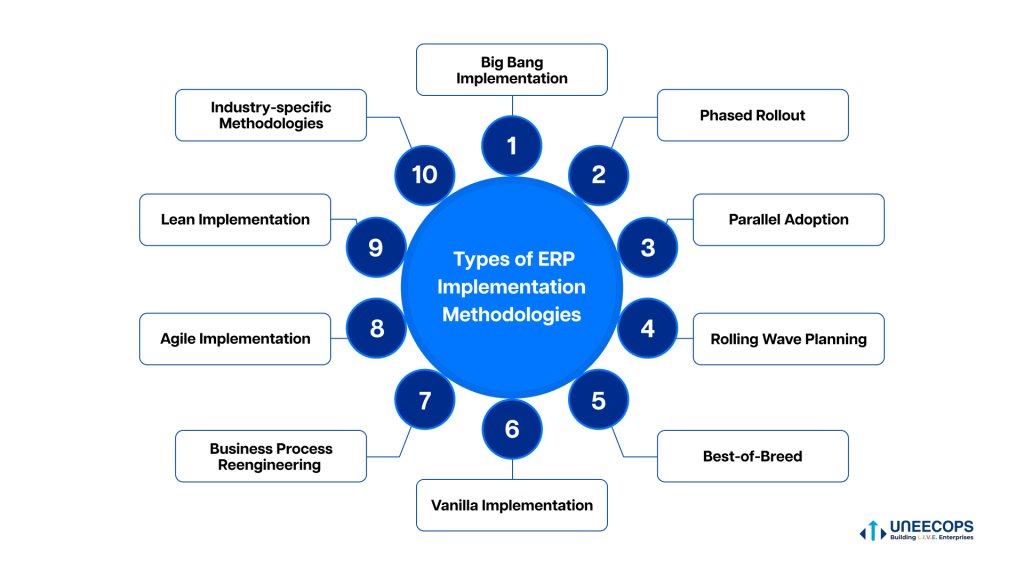 Types of ERP
Implementation
Methodologies
1
Big Bang
Implementation
2
Phased Rollout
3
Parallel Adoption
4
Rolling Wave Planning
5
Best-of-Breed
6
Vanilla Implementation
7
Business Process
Reengineering
8
Agile Implementation
9
Lean Implementation
10
Industry-specific
Methodologies
UNEECOPS
Building L.I.V.E. Enterprises